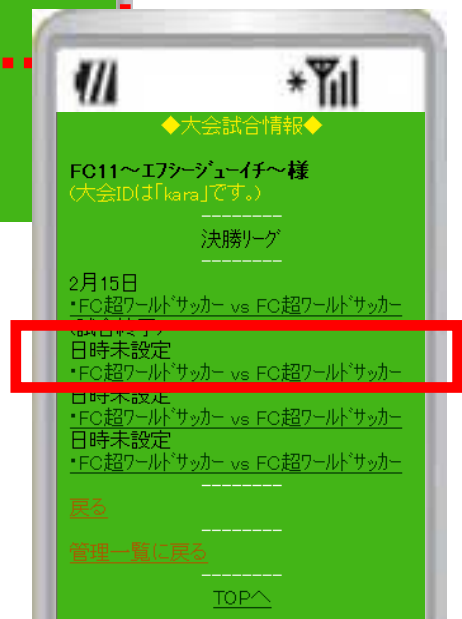 ◆大会試合情報◆
FC11～エフシージューイチ～様
(大会IDは「kara」です。)
--------
決勝リーグ
--------
2月15日
・FC超ワールドサッカー vs FC超ワールドサッカー
(試合終了)
日時未設定
・FC超ワールドサッカー vs FC超ワールドサッカー
日時未設定
・FC超ワールドサッカー vs FC超ワールドサッカー
日時未設定
・FC超ワールドサッカー vs FC超ワールドサッカー
--------
戻る
--------
管理一覧に戻る
--------
TOPへ